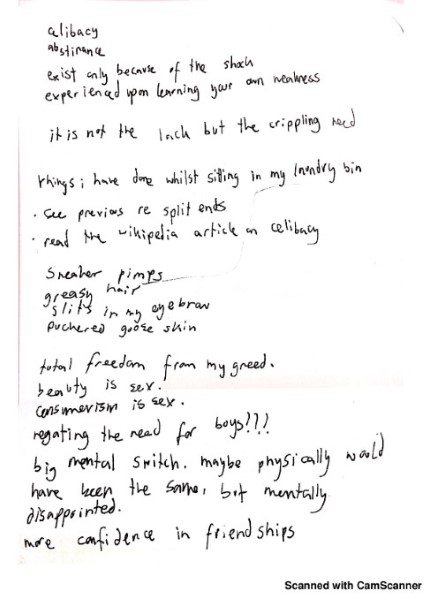 celibacy
abstinance
exist only because of the shock
experienced upon learning your own weakness
it is not the lack but the crippling need
things i have done whilst sitting in my laundry bin
· see previous re split ends
· read the wikipedia article on celibacy
Sneaker pimps
greasy hair
slits in my eyebrow
puckered goose skin
total freedom from my greed.
beauty is sex.
consumerism is sex.
negating the need for boys???
big mental switch. maybe physically would
have been the same, but mentally
disappointed.
more confidence in friendships
Scanned with CamScanner